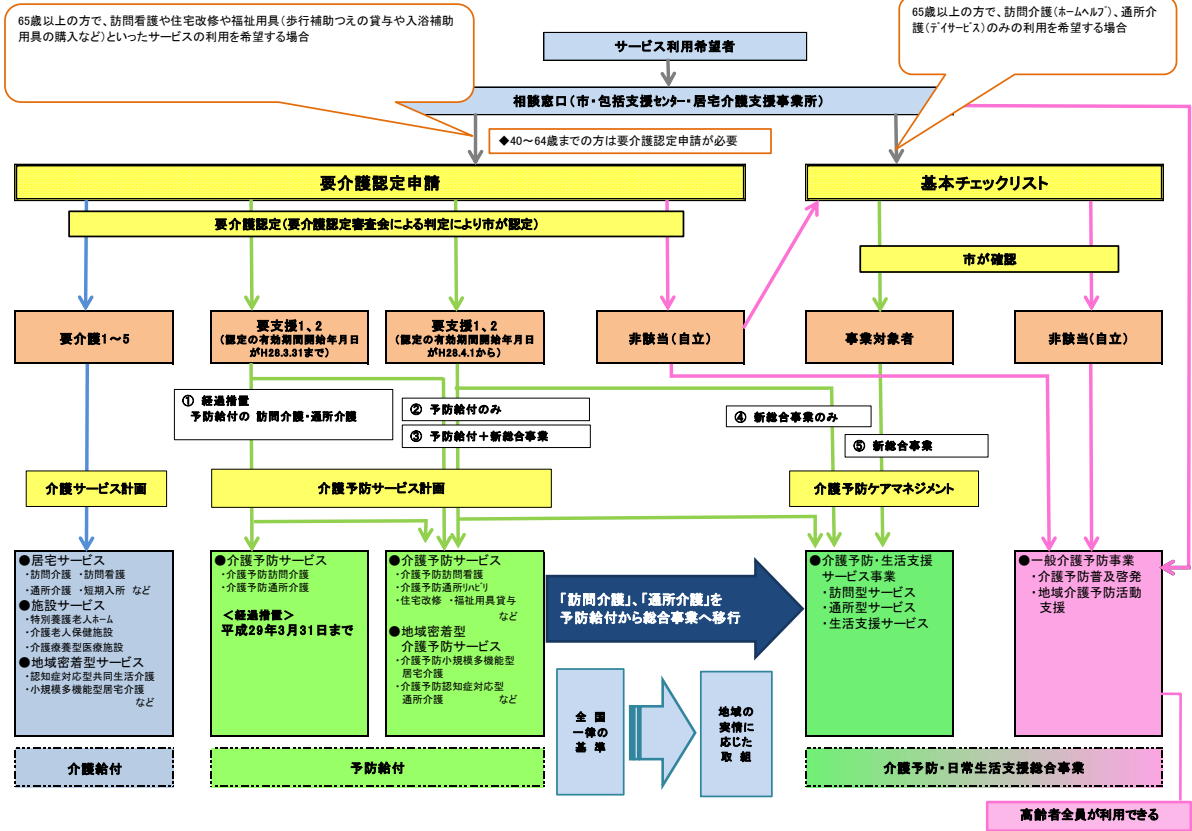 65歳以上の方で、訪問看護や住宅改修や福祉用具(歩行補助つえの貸与や入浴補助
用具の購入など)といったサービスの利用を希望する場合
65歳以上の方で、訪問介護(ホームヘルプ)、通所介
護(デイサービス)のみの利用を希望する場合
サービス利用希望者
相談窓口(市・包括支援センター・居宅介護支援事業所)
◆40~64歳までの方は要介護認定申請が必要
要介護認定申請
基本チェックリスト
要介護認定(要介護認定審査会による判定により市が認定)
市が確認
要介護1~5
要支援1、2
(認定の有効期間開始年月日
がH28.3.31まで)
要支援1、2
(認定の有効期間開始年月日
がH28.4.1から)
非該当(自立)
事業対象者
非該当(自立)
① 経過措置
予防給付の 訪問介護・通所介護
② 予防給付のみ
③ 予防給付+新総合事業
④ 新総合事業のみ
⑤ 新総合事業
介護サービス計画
介護予防サービス計画
介護予防ケアマネジメント
●居宅サービス
・訪問介護 ・訪問看護
・通所介護 ・短期入所 など
●施設サービス
・特別養護老人ホーム
・介護老人保健施設
・介護療養型医療施設
●地域密着型サービス
・認知症対応型共同生活介護
・小規模多機能型居宅介護
など
●介護予防サービス
・介護予防訪問介護
・介護予防通所介護
<経過措置>
平成29年3月31日まで
●介護予防サービス
・介護予防訪問看護
・介護予防通所リハビリ
・住宅改修 ・福祉用具貸与
など
●地域密着型
介護予防サービス
・介護予防小規模多機能型
居宅介護
・介護予防認知症対応型
通所介護 など
「訪問介護」、「通所介護」を
予防給付から総合事業へ移行
全 国
一律の
基 準
地域の
実情に
応じた
取 組
●介護予防・生活支援
サービス事業
・訪問型サービス
・通所型サービス
・生活支援サービス
●一般介護予防事業
・介護予防普及啓発
・地域介護予防活動
支援
介護給付
予防給付
介護予防・日常生活支援総合事業
高齢者全員が利用できる